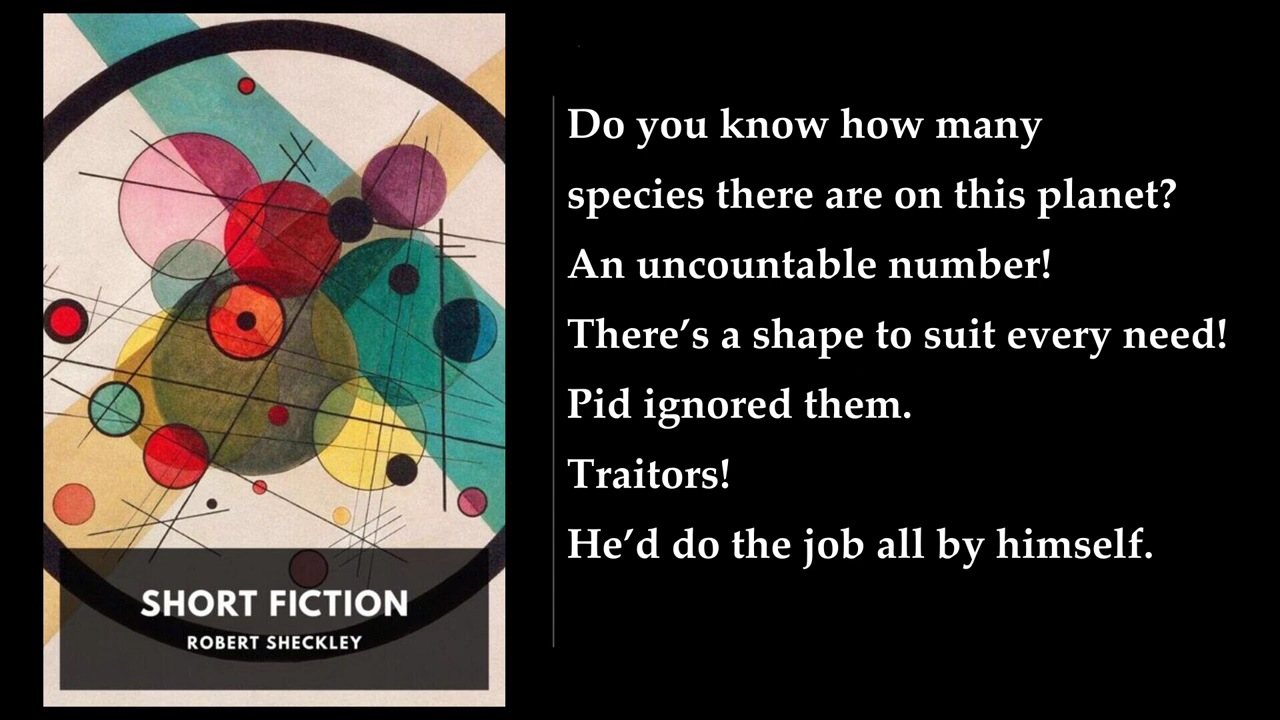 SHORT FICTION
ROBERT SHECKLEY
Do you know how many
species there are on this planet?
An uncountable number!
There’s a shape to suit every need!
Pid ignored them.
Traitors!
He’d do the job all by himself.